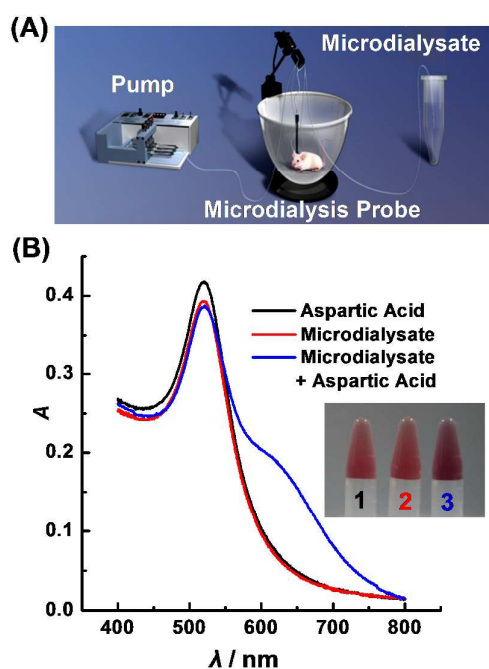 (A)
Microdialysate
Pump
Microdialysis Probe
(B)
0.4
0.3
0.2
0.1
0.0
A
Aspartic Acid
Microdialysate
Microdialysate
+ Aspartic Acid
1 2 3
400 500 600 700 800
λ / nm